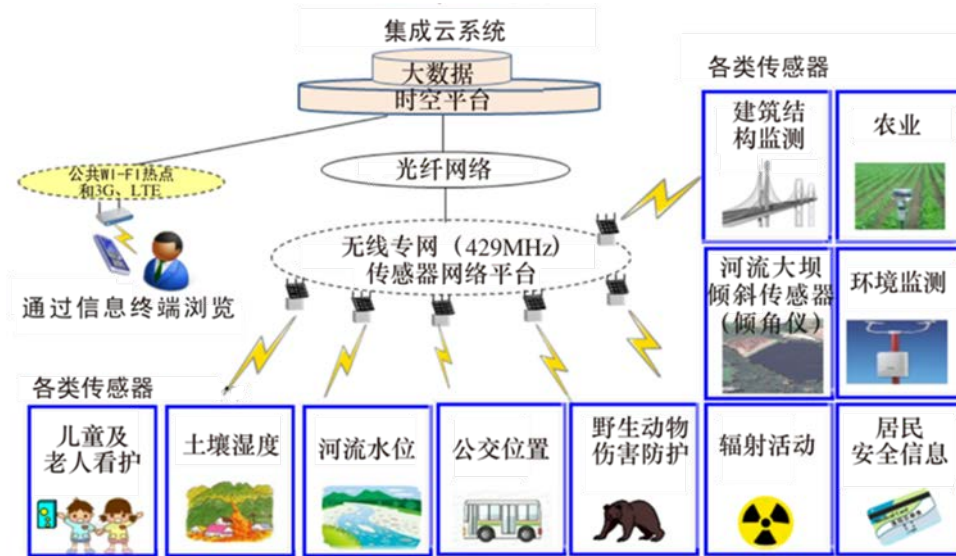 集成云系统
大数据
时空平台
公共WI-FI热点
和3G、LTE
光纤网络
无线专网（429MHz）
传感器网络平台
通过信息终端浏览
各类传感器
建筑结
构监测
农业
河流大坝
倾斜传感器
（倾角仪）
环境监测
各类传感器
儿童及
老人看护
土壤湿度
河流水位
公交位置
野生动物
伤害防护
辐射活动
居民
安全信息